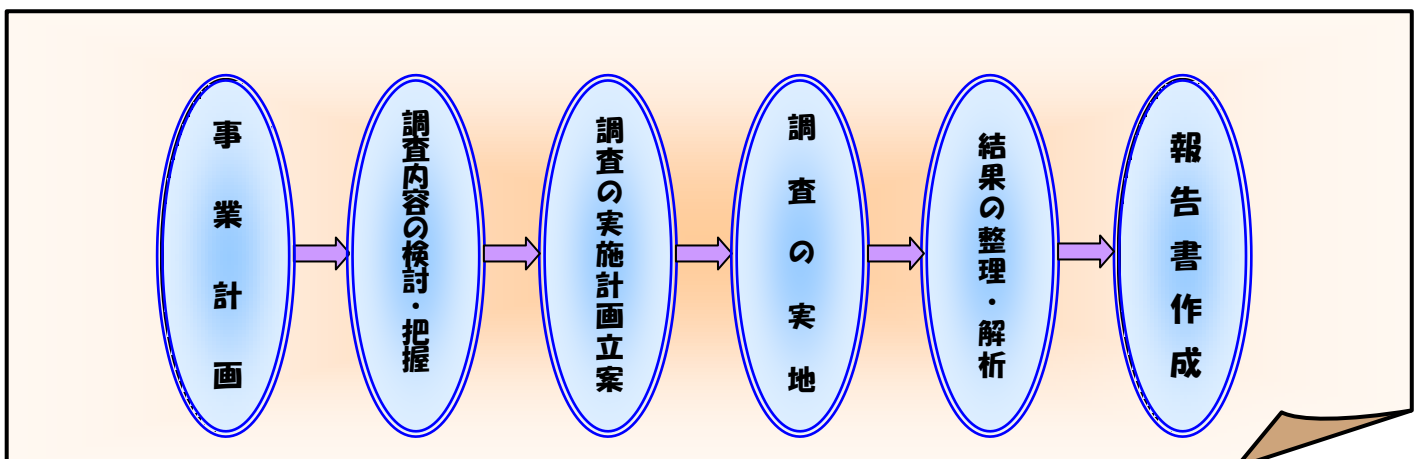 事業計画
調査内容の検討・把握
調査の実施計画立案
調査の実地
結果の整理・解析
報告書作成